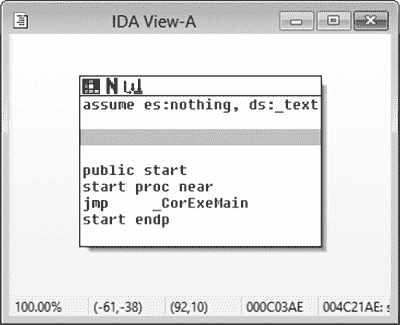 IDA View-A
assume es:nothing, ds:_text
public start
start proc near
jmp _CorExeMain
start endp
100.00% (-61,-38) (92,10) 000C03AE 004C21AE: s